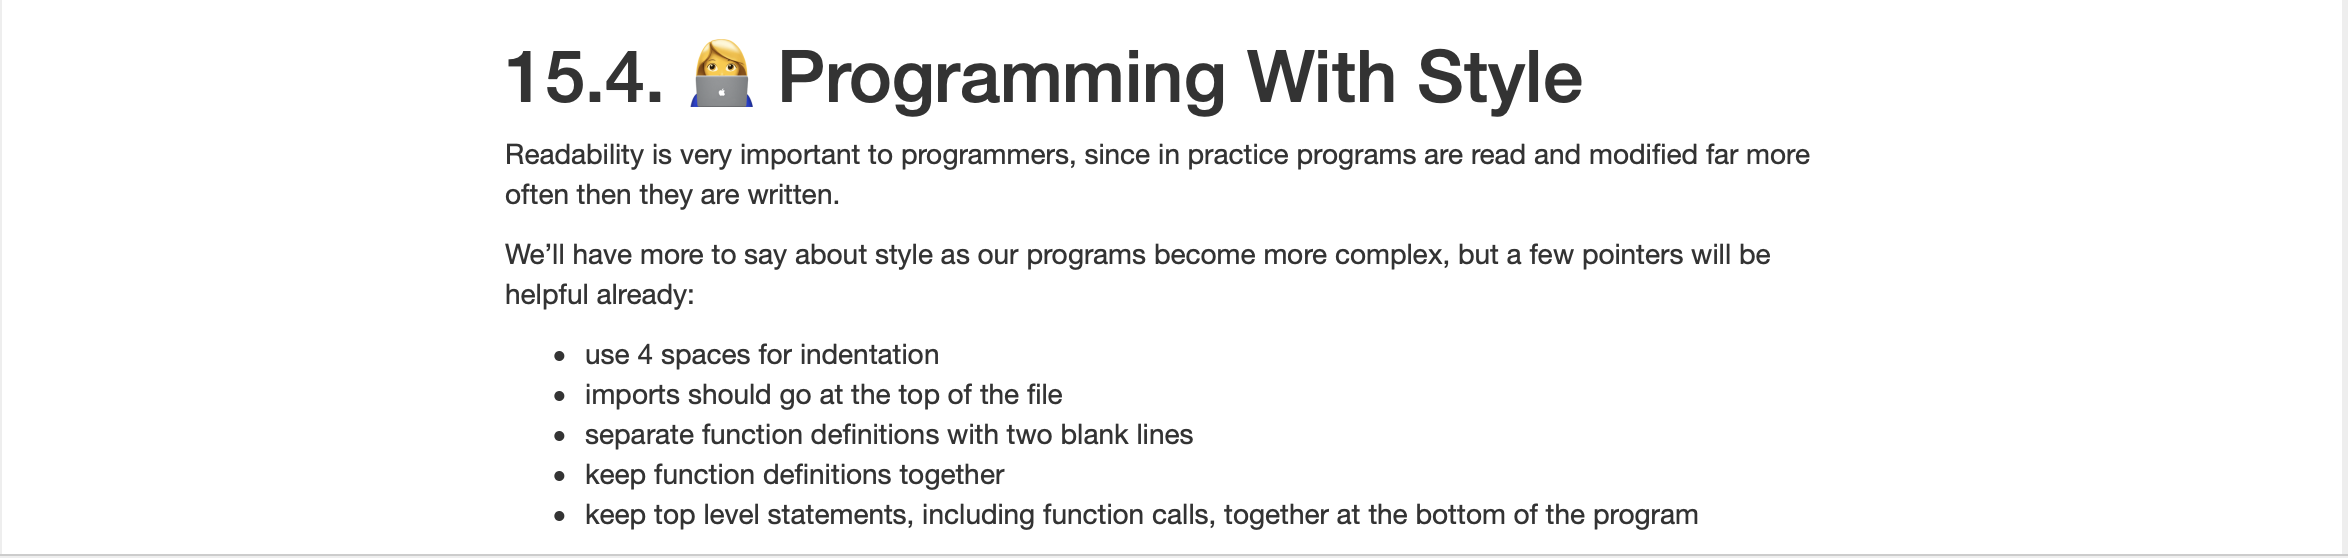 15.4. 👩‍💻 Programming With Style
Readability is very important to programmers, since in practice programs are read and modified far more
often then they are written.
We’ll have more to say about style as our programs become more complex, but a few pointers will be
helpful already:
• use 4 spaces for indentation
• imports should go at the top of the file
• separate function definitions with two blank lines
• keep function definitions together
• keep top level statements, including function calls, together at the bottom of the program